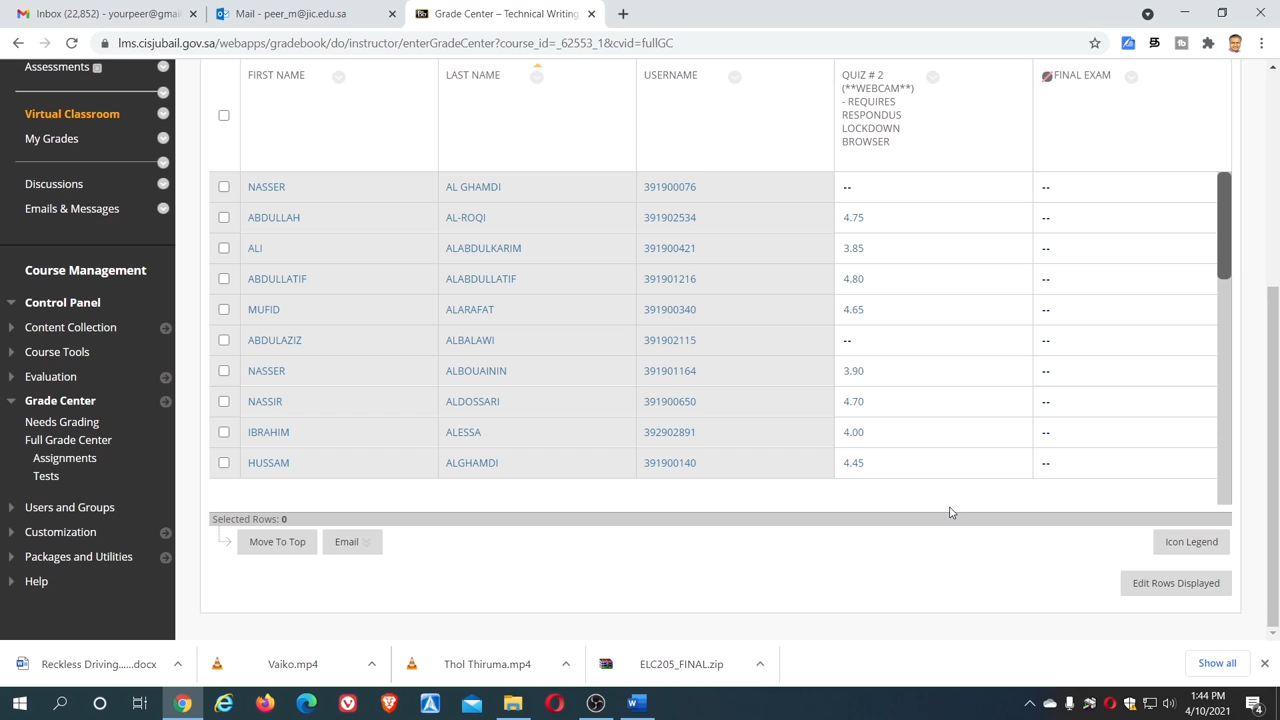 Inbox (22,852) - yourpeer@gmai
Mail - peer_m@jic.edu.sa
Grade Center – Technical Writing
lms.cisjubail.gov.sa/webapps/gradebook/do/instructor/enterGradeCenter?course_id=_62553_1&cvid=fullGC
Assessments
Virtual Classroom
My Grades
Discussions
Emails & Messages
Course Management
Control Panel
Content Collection
Course Tools
Evaluation
Grade Center
Needs Grading
Full Grade Center
Assignments
Tests
Users and Groups
Customization
Packages and Utilities
Help
FIRST NAME LAST NAME USERNAME QUIZ # 2 FINAL EXAM
(**WEBCAM**)
- REQUIRES
RESPONDUS
LOCKDOWN
BROWSER
NASSER AL GHAMDI 391900076 -- --
ABDULLAH AL-ROQI 391902534 4.75 --
ALI ALABDULKARIM 391900421 3.85 --
ABDULLATIF ALABDULLATIF 391901216 4.80 --
MUFID ALARAFAT 391900340 4.65 --
ABDULAZIZ ALBALAWI 391902115 -- --
NASSER ALBOUAININ 391901164 3.90 --
NASSIR ALDOSSARI 391900650 4.70 --
IBRAHIM ALESSA 392902891 4.00 --
HUSSAM ALGHAMDI 391900140 4.45 --
Selected Rows: 0
Move To Top Email Icon Legend
Edit Rows Displayed
Reckless Driving......docx Vaiko.mp4 Thol Thiruma.mp4 ELC205_FINAL.zip Show all
1:44 PM
4/10/2021
4